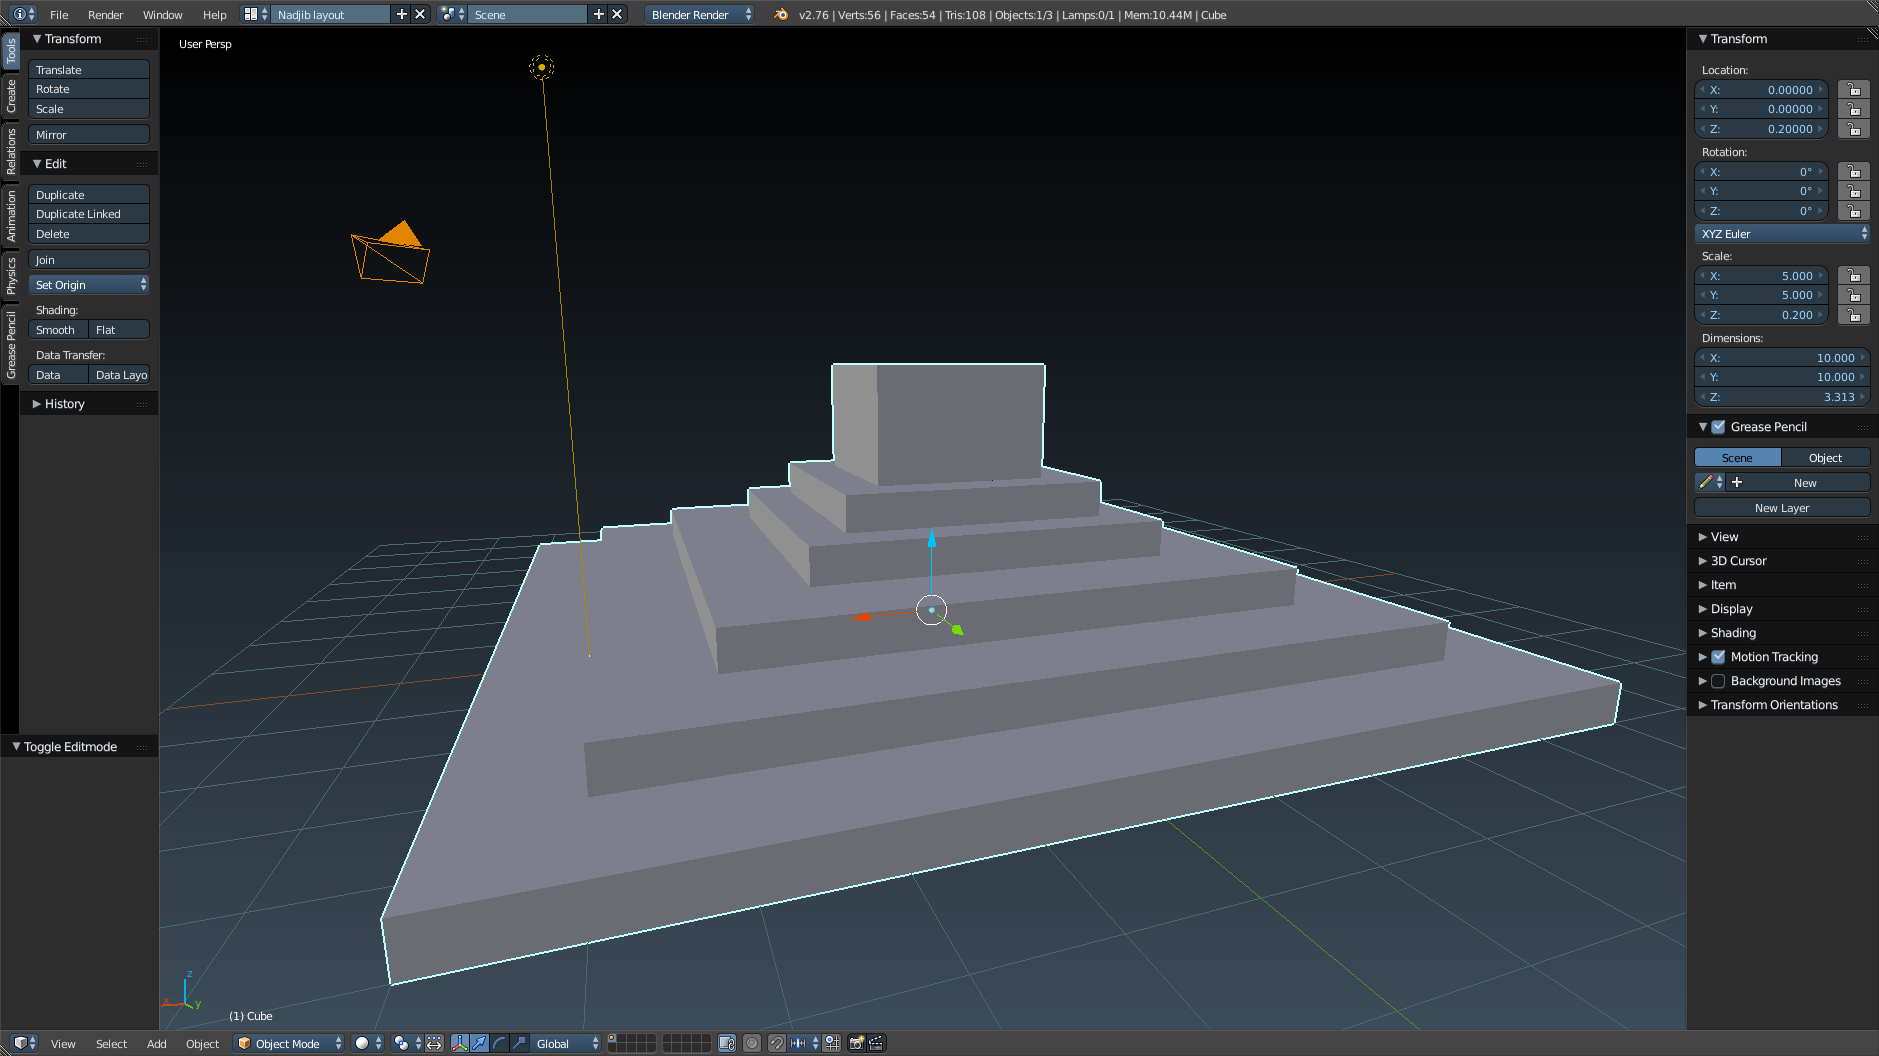 File Render Window Help Nadjib layout Scene Blender Render v2.76 | Verts:56 | Faces:54 | Tris:108 | Objects:1/3 | Lamps:0/1 | Mem:10.44M | Cube
Tools
Create
Relations
Animation
Physics
Grease Pencil
Transform
Translate
Rotate
Scale
Mirror
Edit
Duplicate
Duplicate Linked
Delete
Join
Set Origin
Shading:
Smooth Flat
Data Transfer:
Data Data Layo
History
Toggle Editmode
User Persp
z
x
y
(1) Cube
Transform
Location:
X: 0.00000
Y: 0.00000
Z: 0.20000
Rotation:
X: 0°
Y: 0°
Z: 0°
XYZ Euler
Scale:
X: 5.000
Y: 5.000
Z: 0.200
Dimensions:
X: 10.000
Y: 10.000
Z: 3.313
Grease Pencil
Scene Object
New
New Layer
View
3D Cursor
Item
Display
Shading
Motion Tracking
Background Images
Transform Orientations
View Select Add Object Object Mode Global